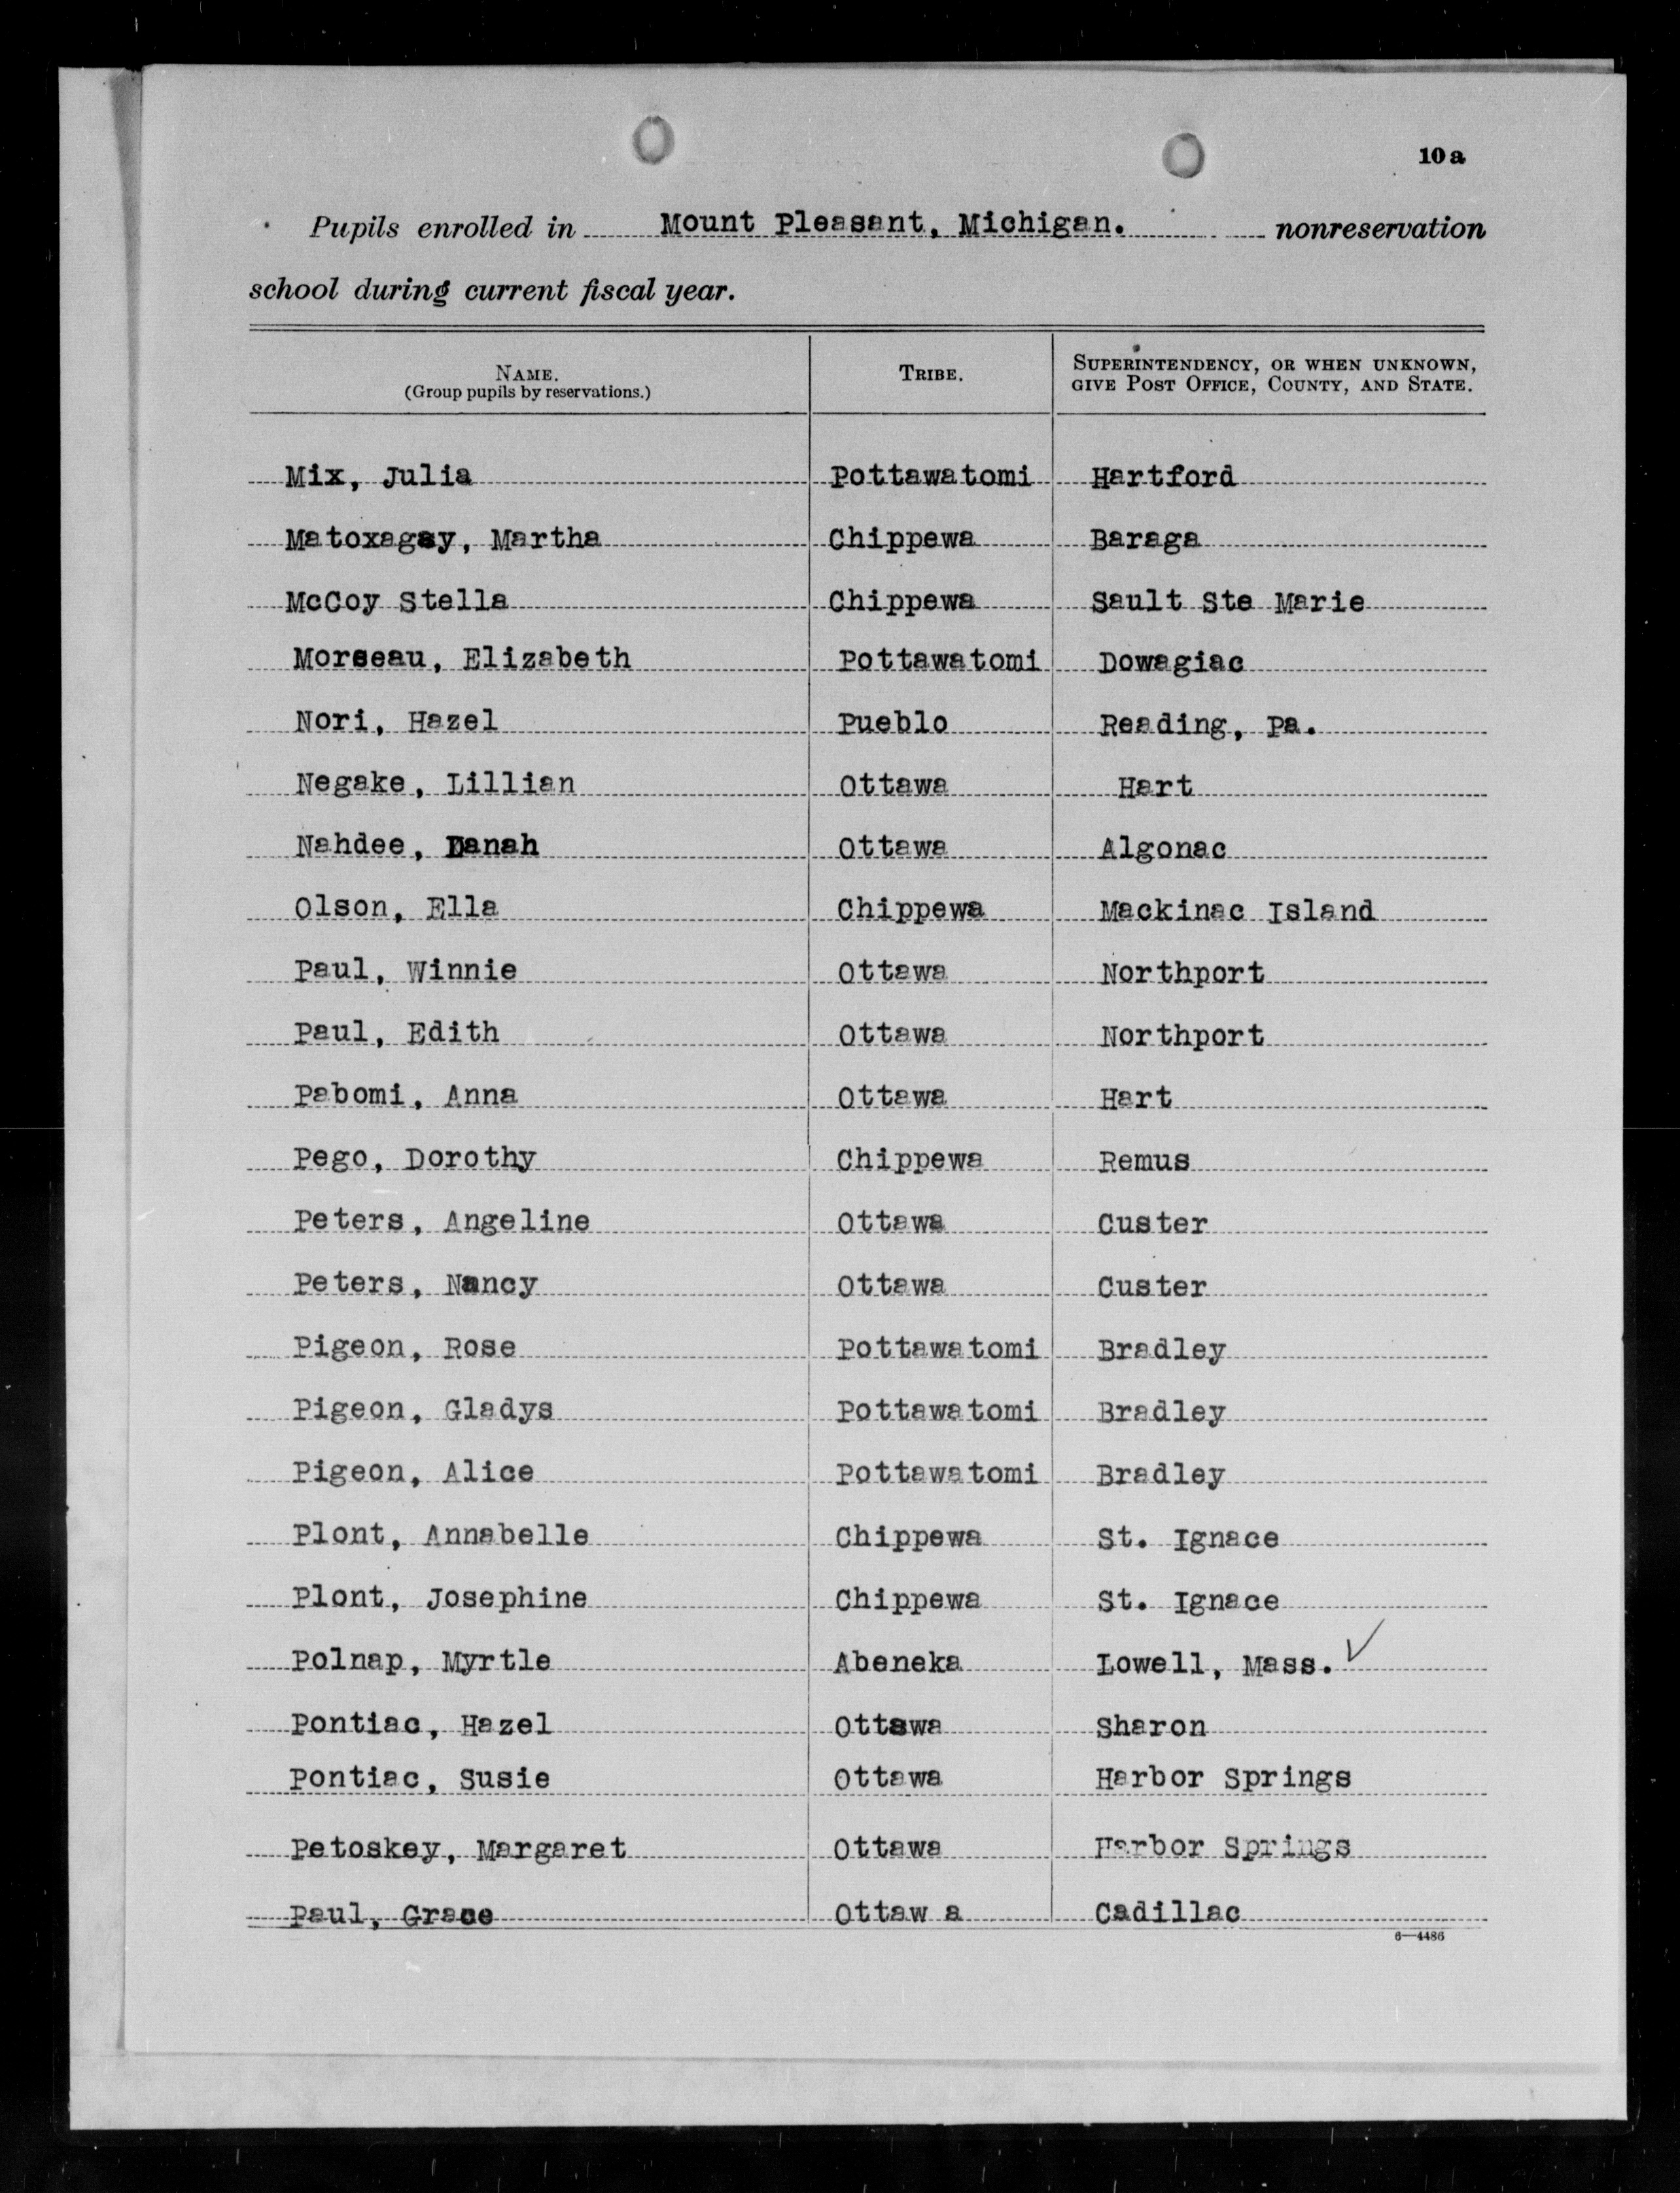 10 a
Pupils enrolled in Mount Pleasant, Michigan. nonreservation
school during current fiscal year.
NAME.
(Group pupils by reservations.)
TRIBE.
SUPERINTENDENCY, OR WHEN UNKNOWN,
GIVE POST OFFICE, COUNTY, AND STATE.
Mix, Julia Pottawatomi Hartford
Matoxagay, Martha Chippewa Baraga
McCoy Stella Chippewa Sault Ste Marie
Morseau, Elizabeth Pottawatomi Dowagiac
Nori, Hazel Pueblo Reading, Pa.
Negake, Lillian Ottawa Hart
Nahdee, Danah Ottawa Algonac
Olson, Ella Chippewa Mackinac Island
Paul, Winnie Ottawa Northport
Paul, Edith Ottawa Northport
Pabomi, Anna Ottawa Hart
Pego, Dorothy Chippewa Remus
Peters, Angeline Ottawa Custer
Peters, Nancy Ottawa Custer
Pigeon, Rose Pottawatomi Bradley
Pigeon, Gladys Pottawatomi Bradley
Pigeon, Alice Pottawatomi Bradley
Plont, Annabelle Chippewa St. Ignace
Plont, Josephine Chippewa St. Ignace
Polnap, Myrtle Abeneka Lowell, Mass. ✓
Pontiac, Hazel Ottawa Sharon
Pontiac, Susie Ottawa Harbor Springs
Petoskey, Margaret Ottawa Harbor Springs
Paul, Grace Ottaw a Cadillac
6—4486